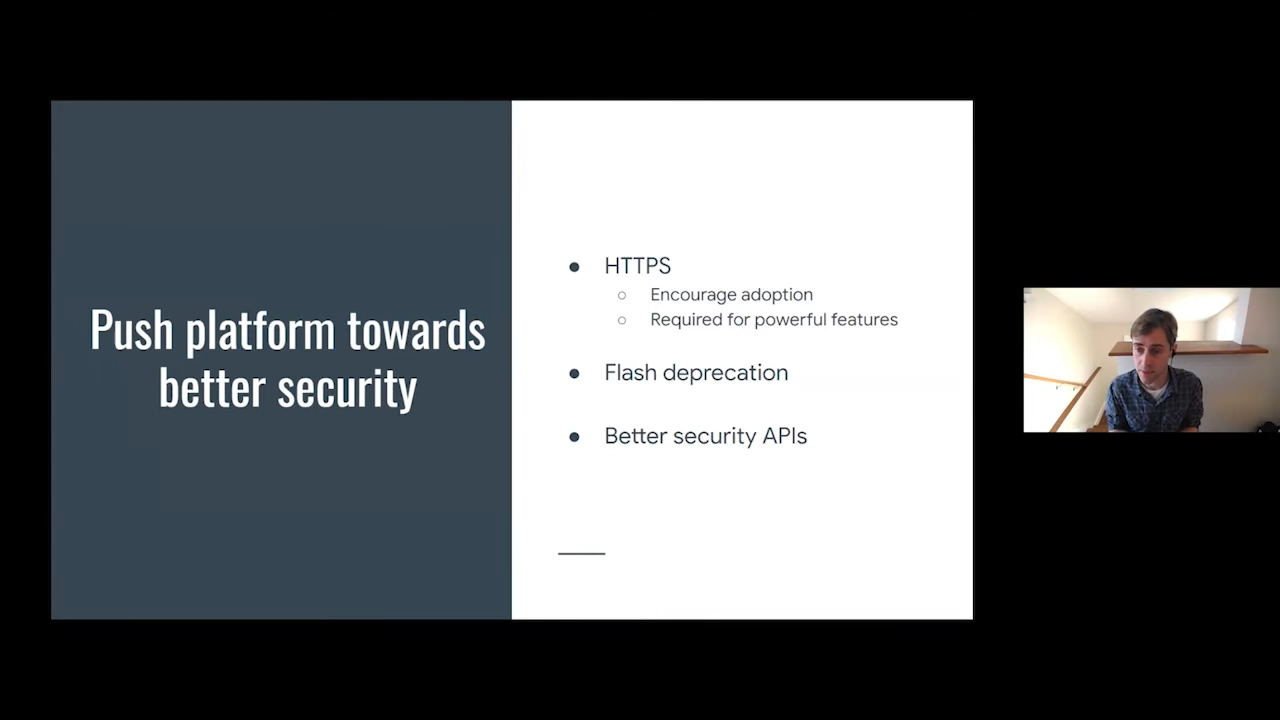 Push platform towards
better security
● HTTPS
○ Encourage adoption
○ Required for powerful features
● Flash deprecation
● Better security APIs